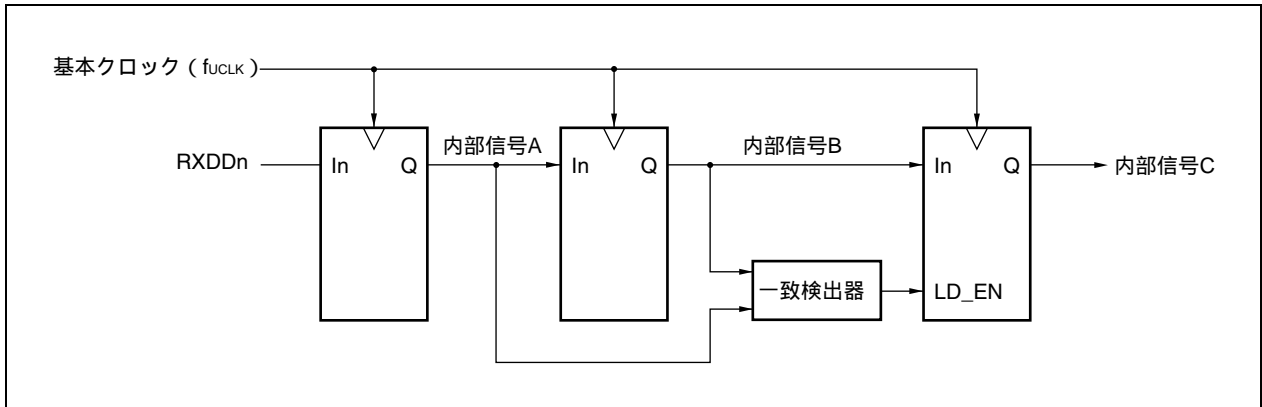 基本クロック（fUCLK）
RXDDn
In
Q
内部信号A
In
Q
内部信号B
In
Q
内部信号C
一致検出器
LD_EN